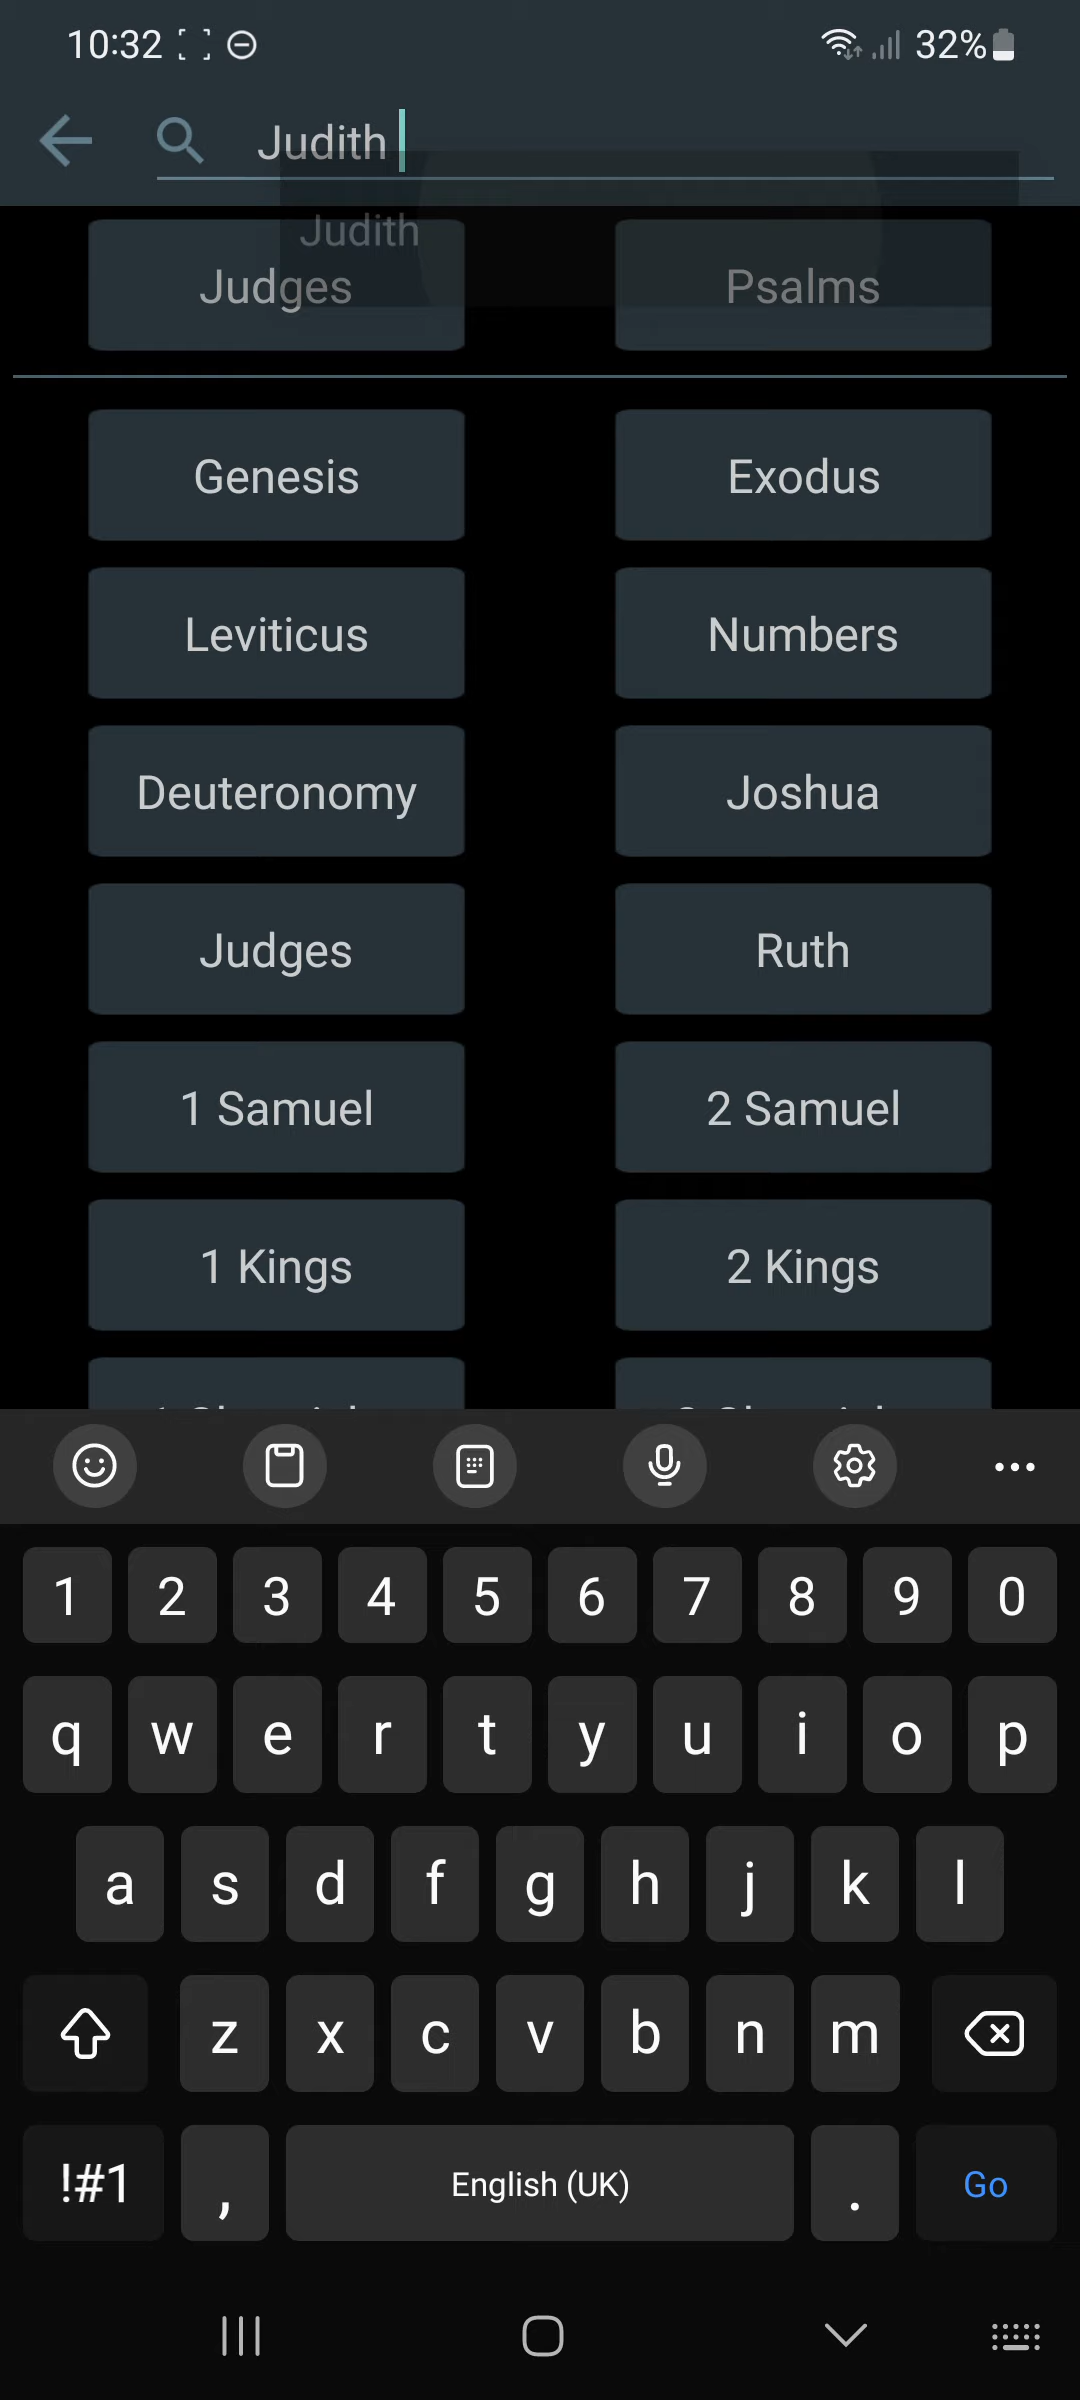 10:32 32%
Judith
Judith
Judges Psalms
Genesis Exodus
Leviticus Numbers
Deuteronomy Joshua
Judges Ruth
1 Samuel 2 Samuel
1 Kings 2 Kings
1 2 3 4 5 6 7 8 9 0
q w e r t y u i o p
a s d f g h j k l
z x c v b n m
!#1 , English (UK) . Go